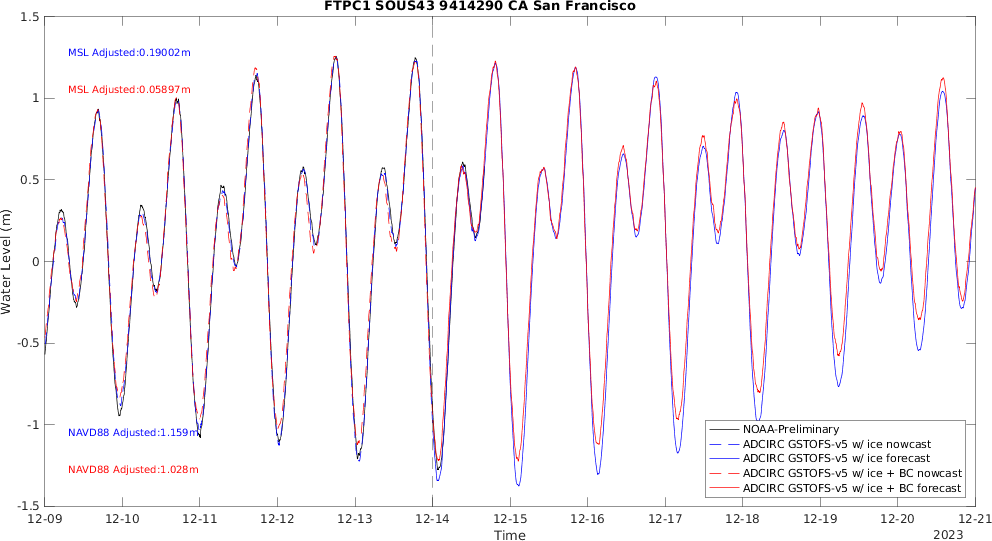 FTPC1 SOUS43 9414290 CA San Francisco
1.5
1
0.5
0
-0.5
-1
-1.5
Water Level (m)
MSL Adjusted:0.19002m
MSL Adjusted:0.05897m
NAVD88 Adjusted:1.159m
NAVD88 Adjusted:1.028m
NOAA-Preliminary
ADCIRC GSTOFS-v5 w/ ice nowcast
ADCIRC GSTOFS-v5 w/ ice forecast
ADCIRC GSTOFS-v5 w/ ice + BC nowcast
ADCIRC GSTOFS-v5 w/ ice + BC forecast
12-09 12-10 12-11 12-12 12-13 12-14 12-15 12-16 12-17 12-18 12-19 12-20 12-21
Time
2023